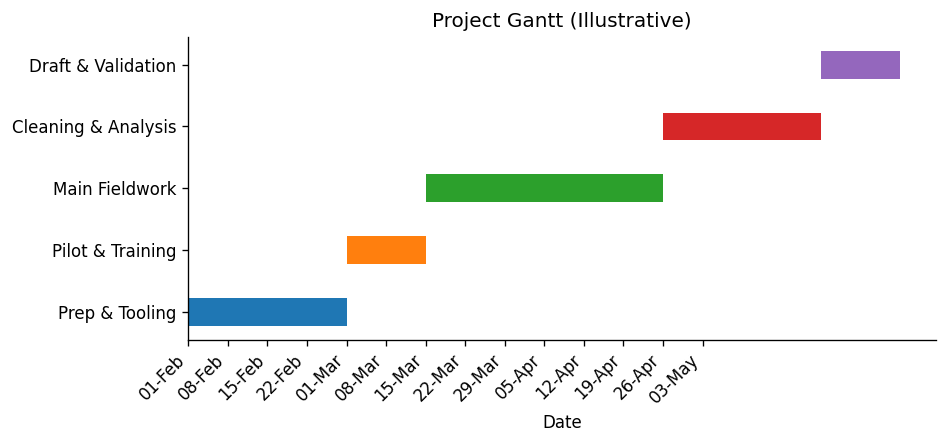 Project Gantt (Illustrative)
Draft & Validation
Cleaning & Analysis
Main Fieldwork
Pilot & Training
Prep & Tooling
01-Feb
08-Feb
15-Feb
22-Feb
01-Mar
08-Mar
15-Mar
22-Mar
29-Mar
05-Apr
12-Apr
19-Apr
26-Apr
03-May
Date